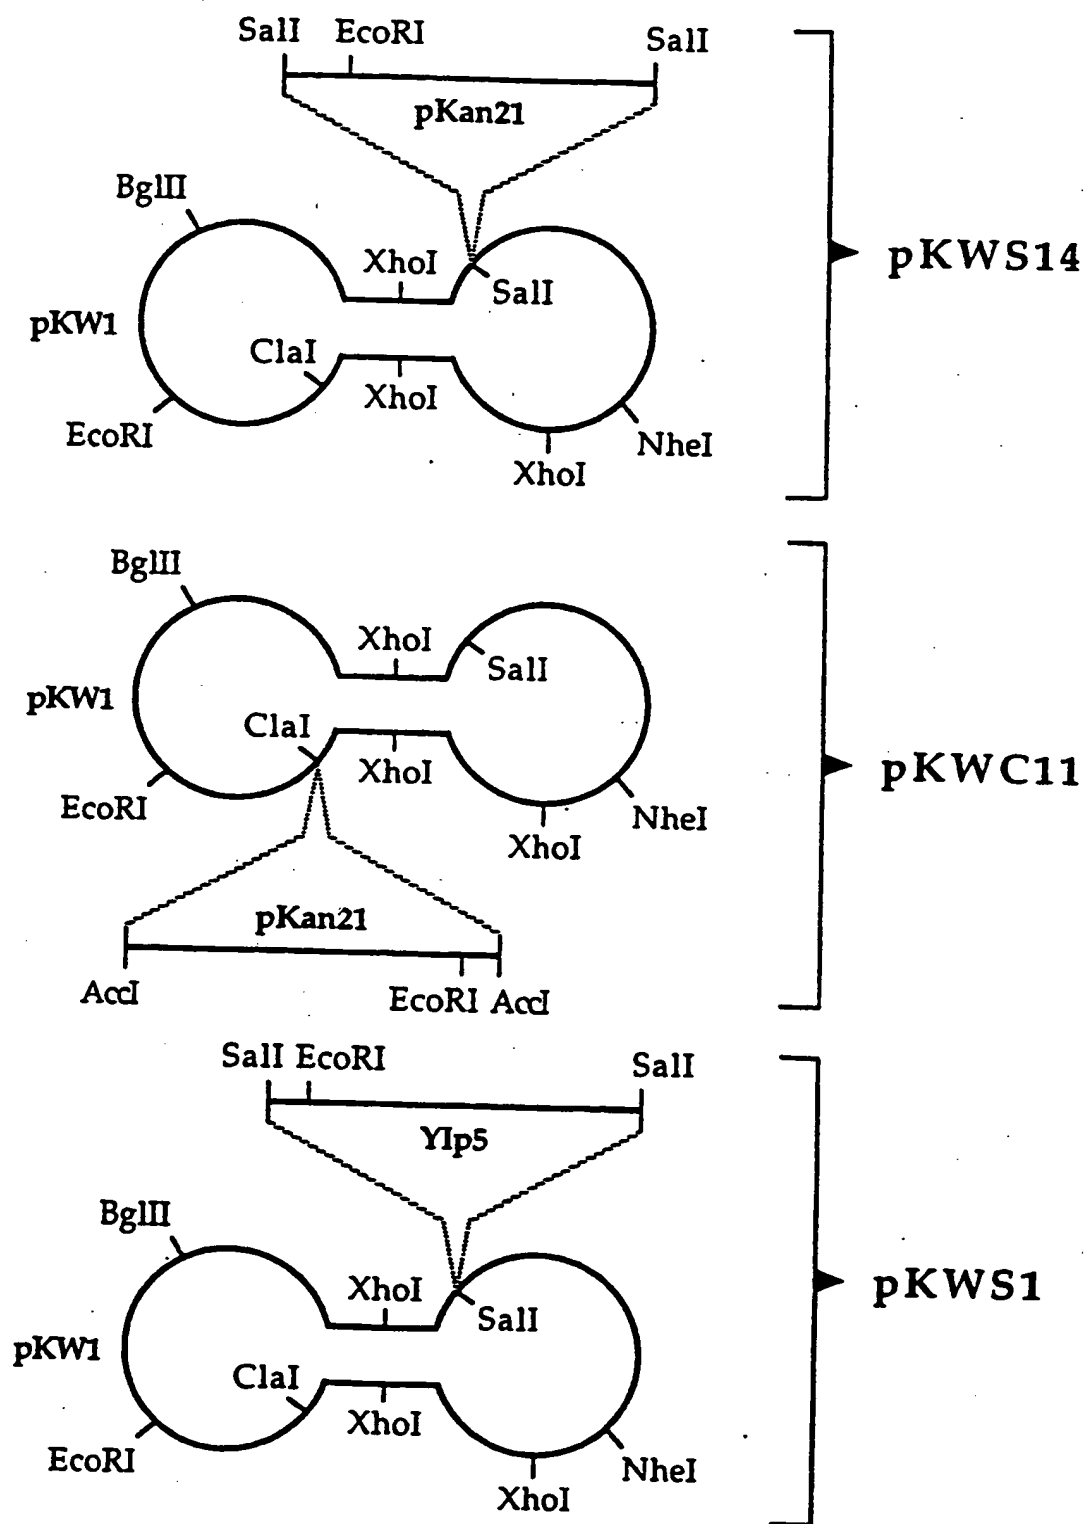 SalI EcoRI SalI
pKan21
BglII
XhoI
SalI
pKW1
ClaI
XhoI
EcoRI
NheI
XhoI
pKWS14
BglII
XhoI
SalI
pKW1
ClaI
XhoI
EcoRI
NheI
XhoI
pKan21
AccI EcoRI AccI
pKWC11
SalI EcoRI SalI
YIp5
BglII
XhoI
SalI
pKW1
ClaI
XhoI
EcoRI
NheI
XhoI
pKWS1